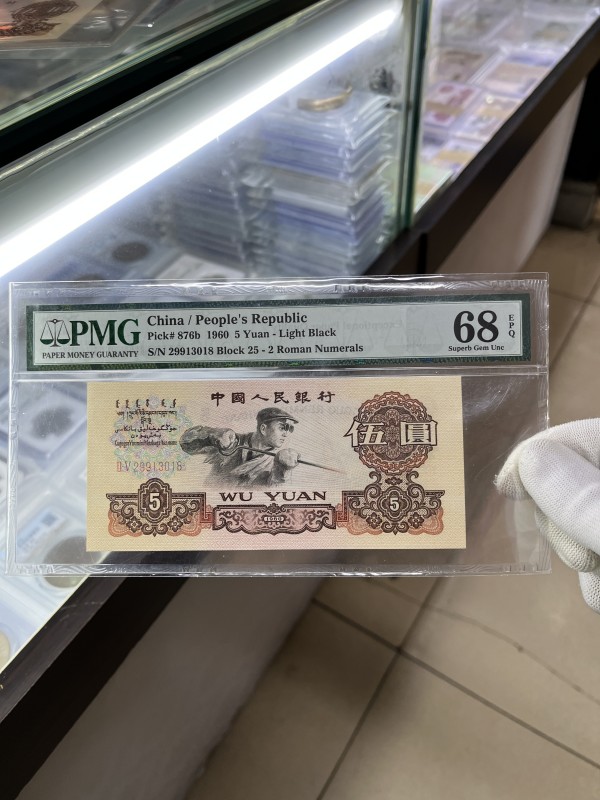 PMG
PAPER MONEY GUARANTY
China / People's Republic
Pick# 876b 1960 5 Yuan - Light Black
S/N 29913018 Block 25 - 2 Roman Numerals
68
EPQ
Superb Gem Unc
中國人民銀行
伍圓
II V 29913018
5
WU YUAN
5
1960